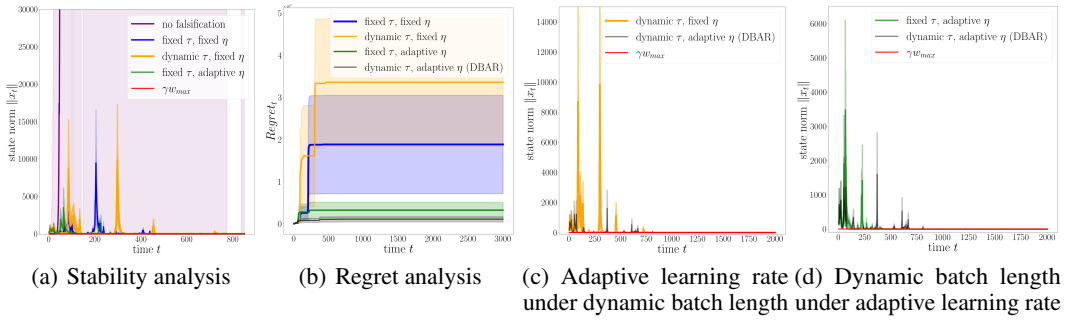 no falsification
fixed τ, fixed η
dynamic τ, fixed η
fixed τ, adaptive η
γw_max
state norm ||x_t||
30000
25000
20000
15000
10000
5000
0
0 200 400 600 800
time t
(a) Stability analysis
fixed τ, fixed η
dynamic τ, fixed η
fixed τ, adaptive η
dynamic τ, adaptive η (DBAR)
Regret_t
5
4
3
2
1
0
0 500 1000 1500 2000 2500 3000
time t
(b) Regret analysis
dynamic τ, fixed η
dynamic τ, adaptive η (DBAR)
γw_max
state norm ||x_t||
14000
12000
10000
8000
6000
4000
2000
0
0 250 500 750 1000 1250 1500 1750 2000
time t
(c) Adaptive learning rate
under dynamic batch length
fixed τ, adaptive η
dynamic τ, adaptive η (DBAR)
γw_max
state norm ||x_t||
6000
5000
4000
3000
2000
1000
0
0 250 500 750 1000 1250 1500 1750 2000
time t
(d) Dynamic batch length
under adaptive learning rate